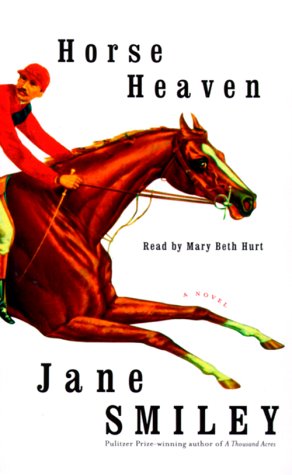 Horse
Heaven
Read by Mary Beth Hurt
A NOVEL
Jane
SMILEY
Pulitzer Prize-winning author of A Thousand Acres